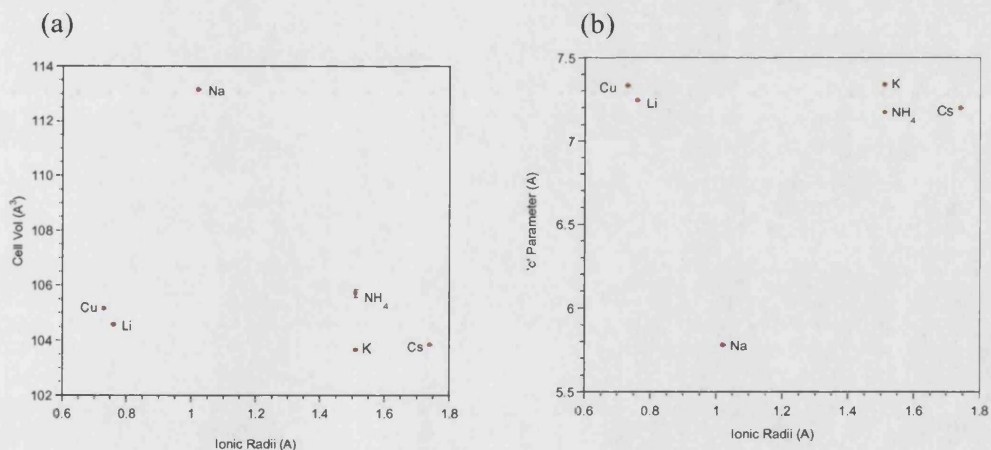 (a)
114
112
110
108
106
104
102
Cell Vol (A³)
Na
Cu
Li
NH₄
K
Cs
0.6 0.8 1 1.2 1.4 1.6 1.8
Ionic Radii (A)
(b)
7.5
7
6.5
6
5.5
'c' Parameter (A)
Cu
Li
K
NH₄
Cs
Na
0.6 0.8 1 1.2 1.4 1.6 1.8
Ionic Radii (A)